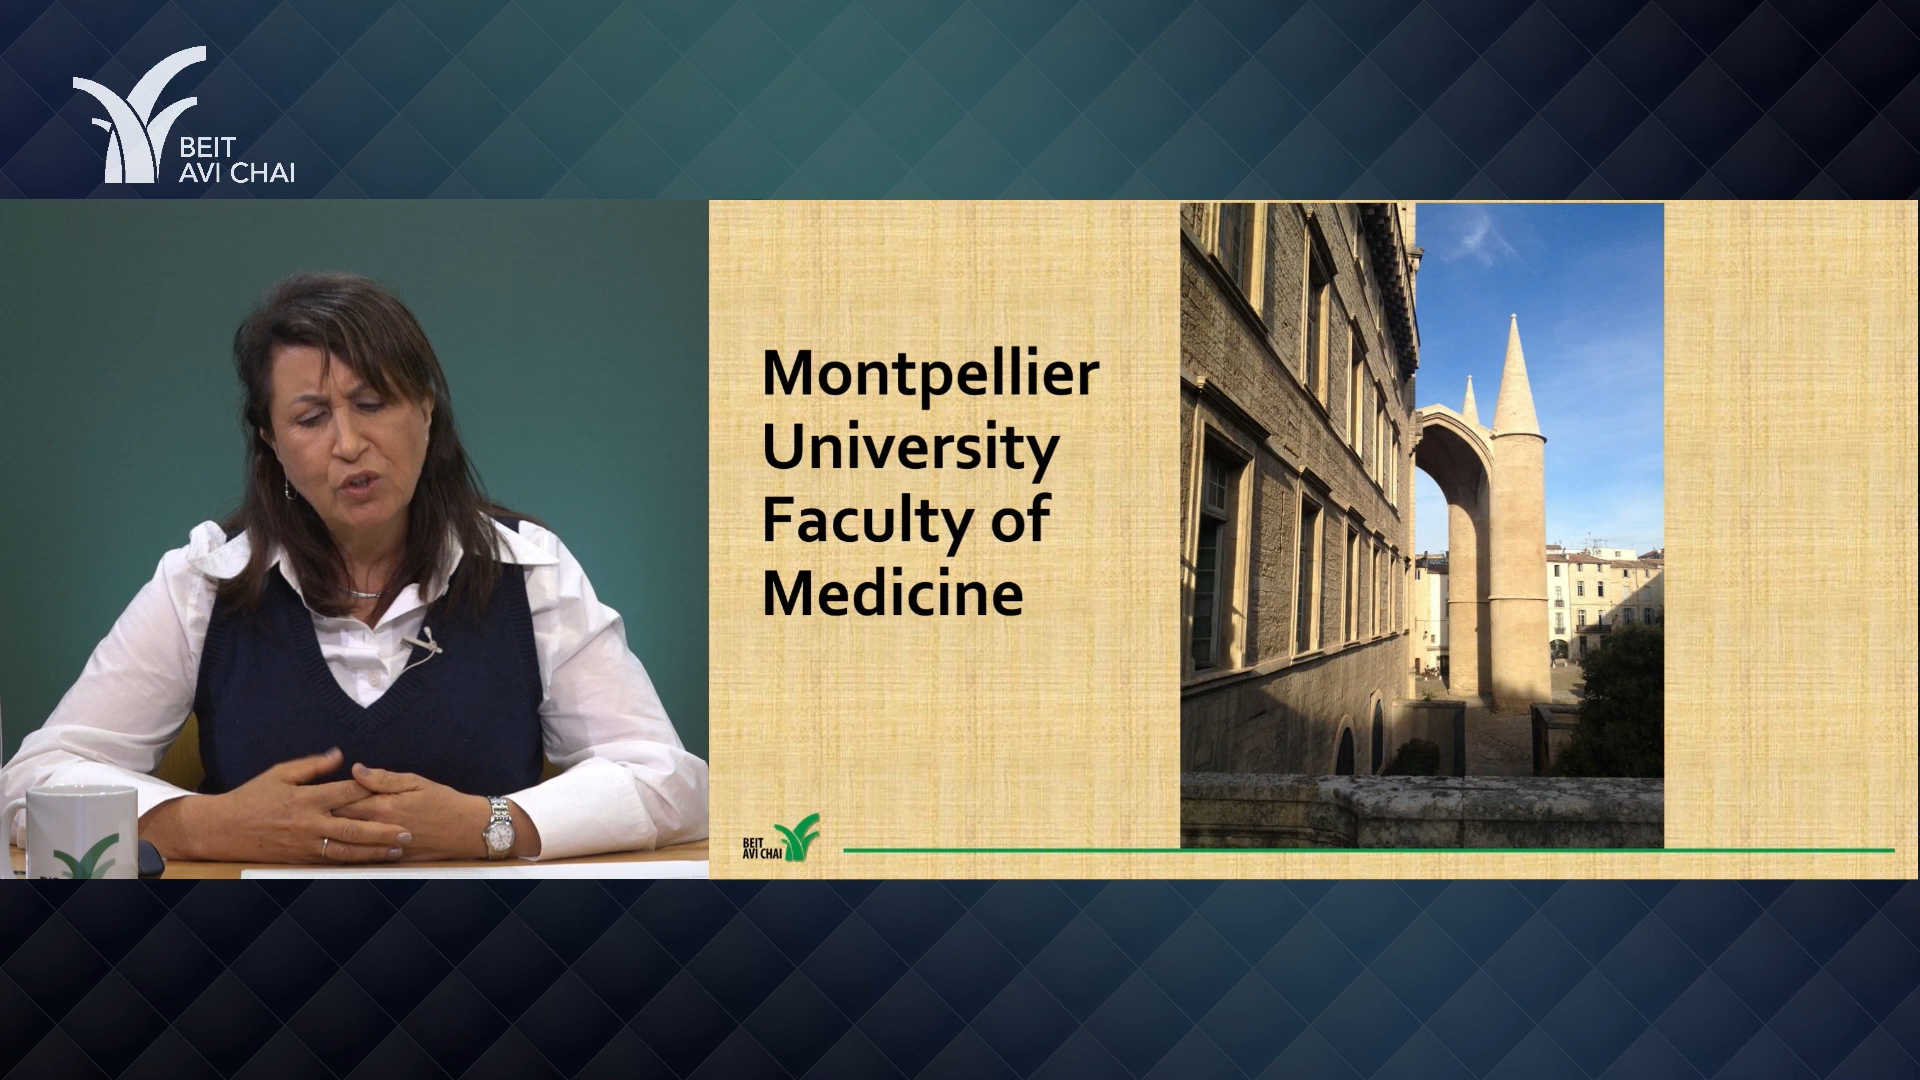 BEIT
AVI CHAI
Montpellier
University
Faculty of
Medicine
BEIT
AVI CHAI